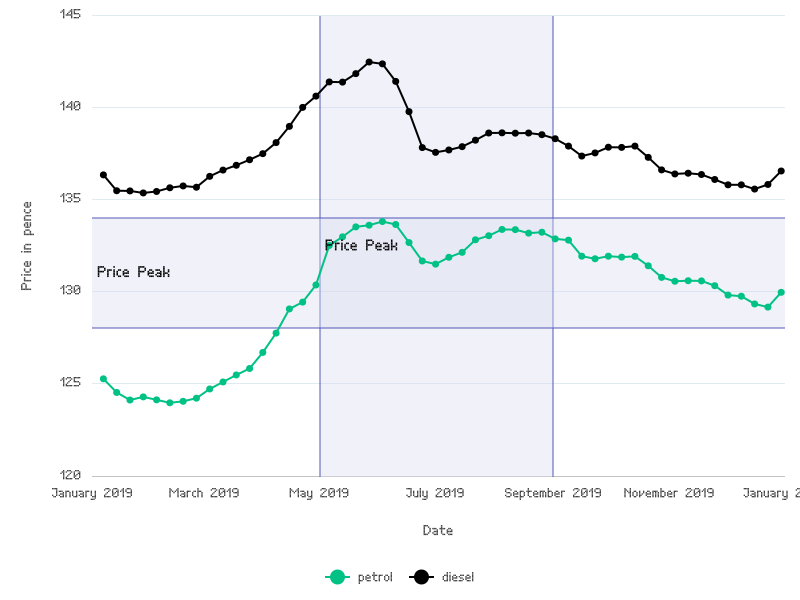 145
140
135
130
125
120
Price in pence
Price Peak
Price Peak
January 2019 March 2019 May 2019 July 2019 September 2019 November 2019 January 2
Date
petrol diesel